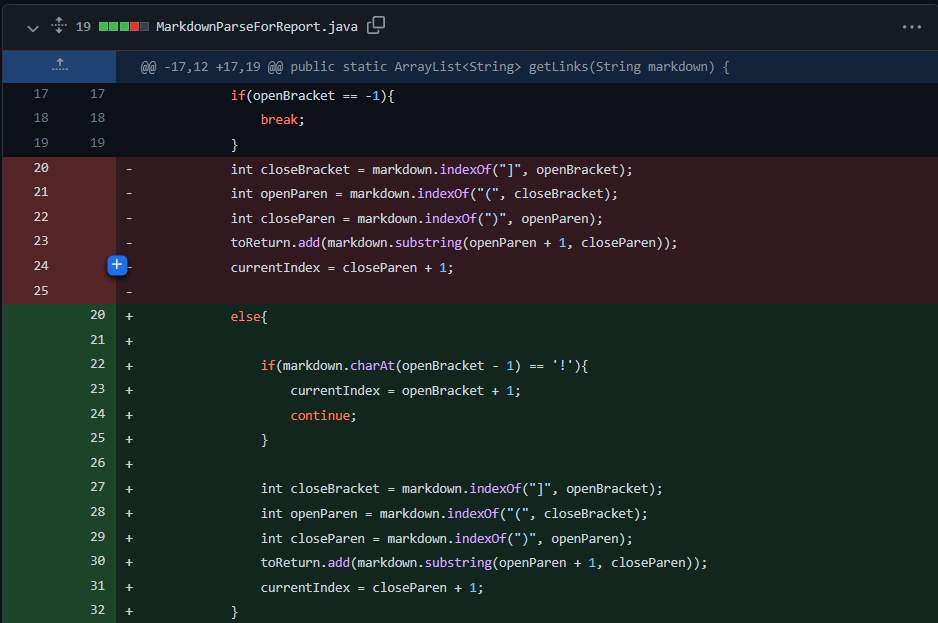 19 MarkdownParseForReport.java
@@ -17,12 +17,19 @@ public static ArrayList<String> getLinks(String markdown) {
17 17 if(openBracket == -1){
18 18 break;
19 19 }
20 - int closeBracket = markdown.indexOf("]", openBracket);
21 - int openParen = markdown.indexOf("(", closeBracket);
22 - int closeParen = markdown.indexOf(")", openParen);
23 - toReturn.add(markdown.substring(openParen + 1, closeParen));
24 - currentIndex = closeParen + 1;
25 -
20 + else{
21 +
22 + if(markdown.charAt(openBracket - 1) == '!'){
23 + currentIndex = openBracket + 1;
24 + continue;
25 + }
26 +
27 + int closeBracket = markdown.indexOf("]", openBracket);
28 + int openParen = markdown.indexOf("(", closeBracket);
29 + int closeParen = markdown.indexOf(")", openParen);
30 + toReturn.add(markdown.substring(openParen + 1, closeParen));
31 + currentIndex = closeParen + 1;
32 + }